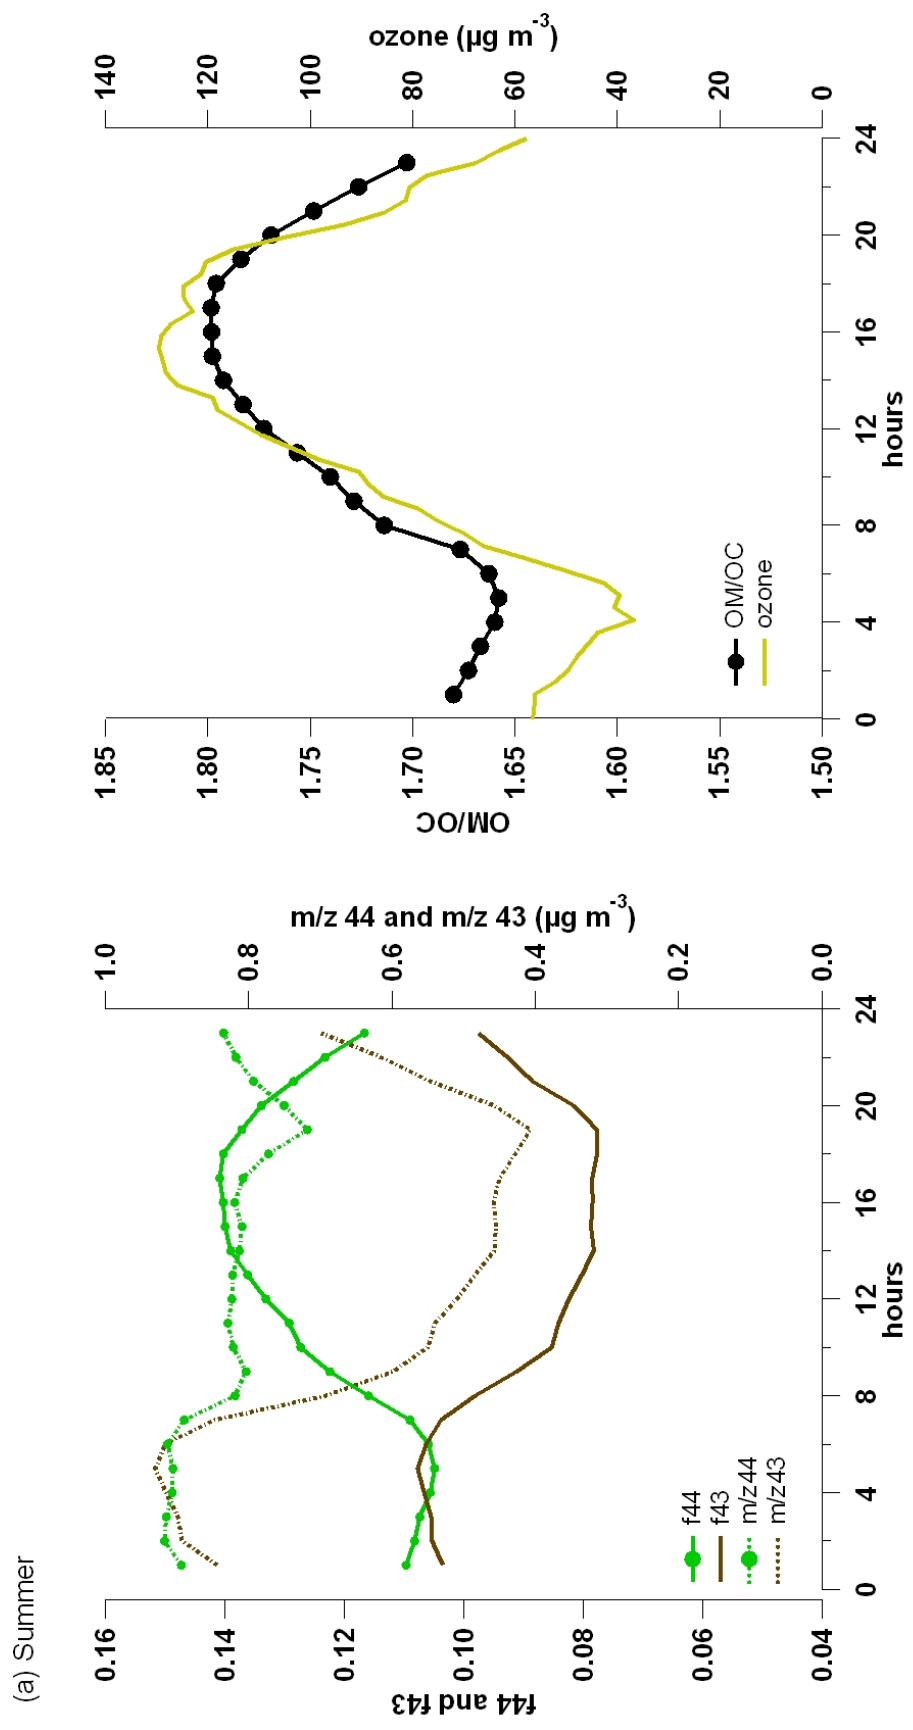 (a) Summer
f44 and f43
0.16
0.14
0.12
0.10
0.08
0.06
0.04
m/z 44 and m/z 43 (µg m⁻³)
1.0
0.8
0.6
0.4
0.2
0.0
0 4 8 12 16 20 24
hours
f44
f43
m/z44
m/z43
OM/OC
1.85
1.80
1.75
1.70
1.65
1.60
1.55
1.50
ozone (µg m⁻³)
140
120
100
80
60
40
20
0
0 4 8 12 16 20 24
hours
OM/OC
ozone